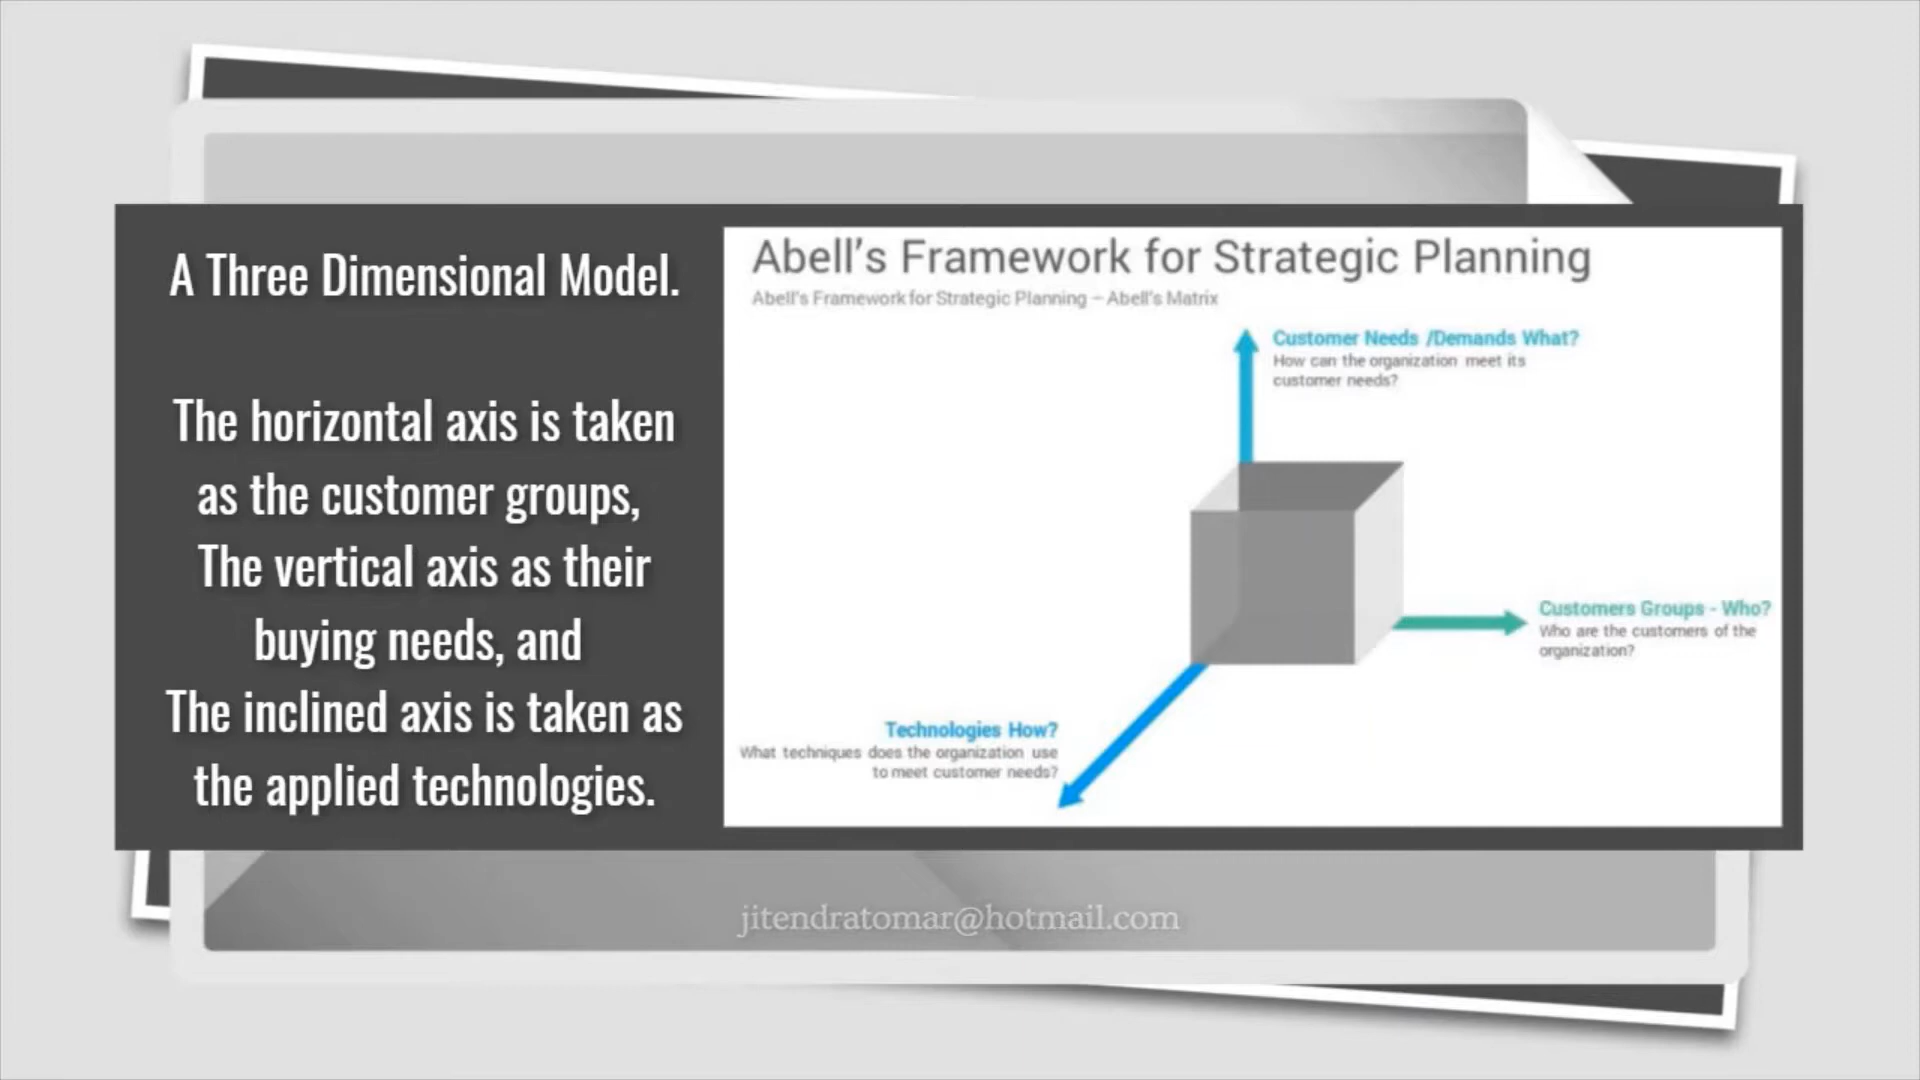 A Three Dimensional Model.
The horizontal axis is taken
as the customer groups,
The vertical axis as their
buying needs, and
The inclined axis is taken as
the applied technologies.
Abell's Framework for Strategic Planning
Abell's Framework for Strategic Planning – Abell's Matrix
Customer Needs /Demands What?
How can the organization meet its
customer needs?
Customers Groups - Who?
Who are the customers of the
organization?
Technologies How?
What techniques does the organization use
to meet customer needs?
jitendratomar@hotmail.com